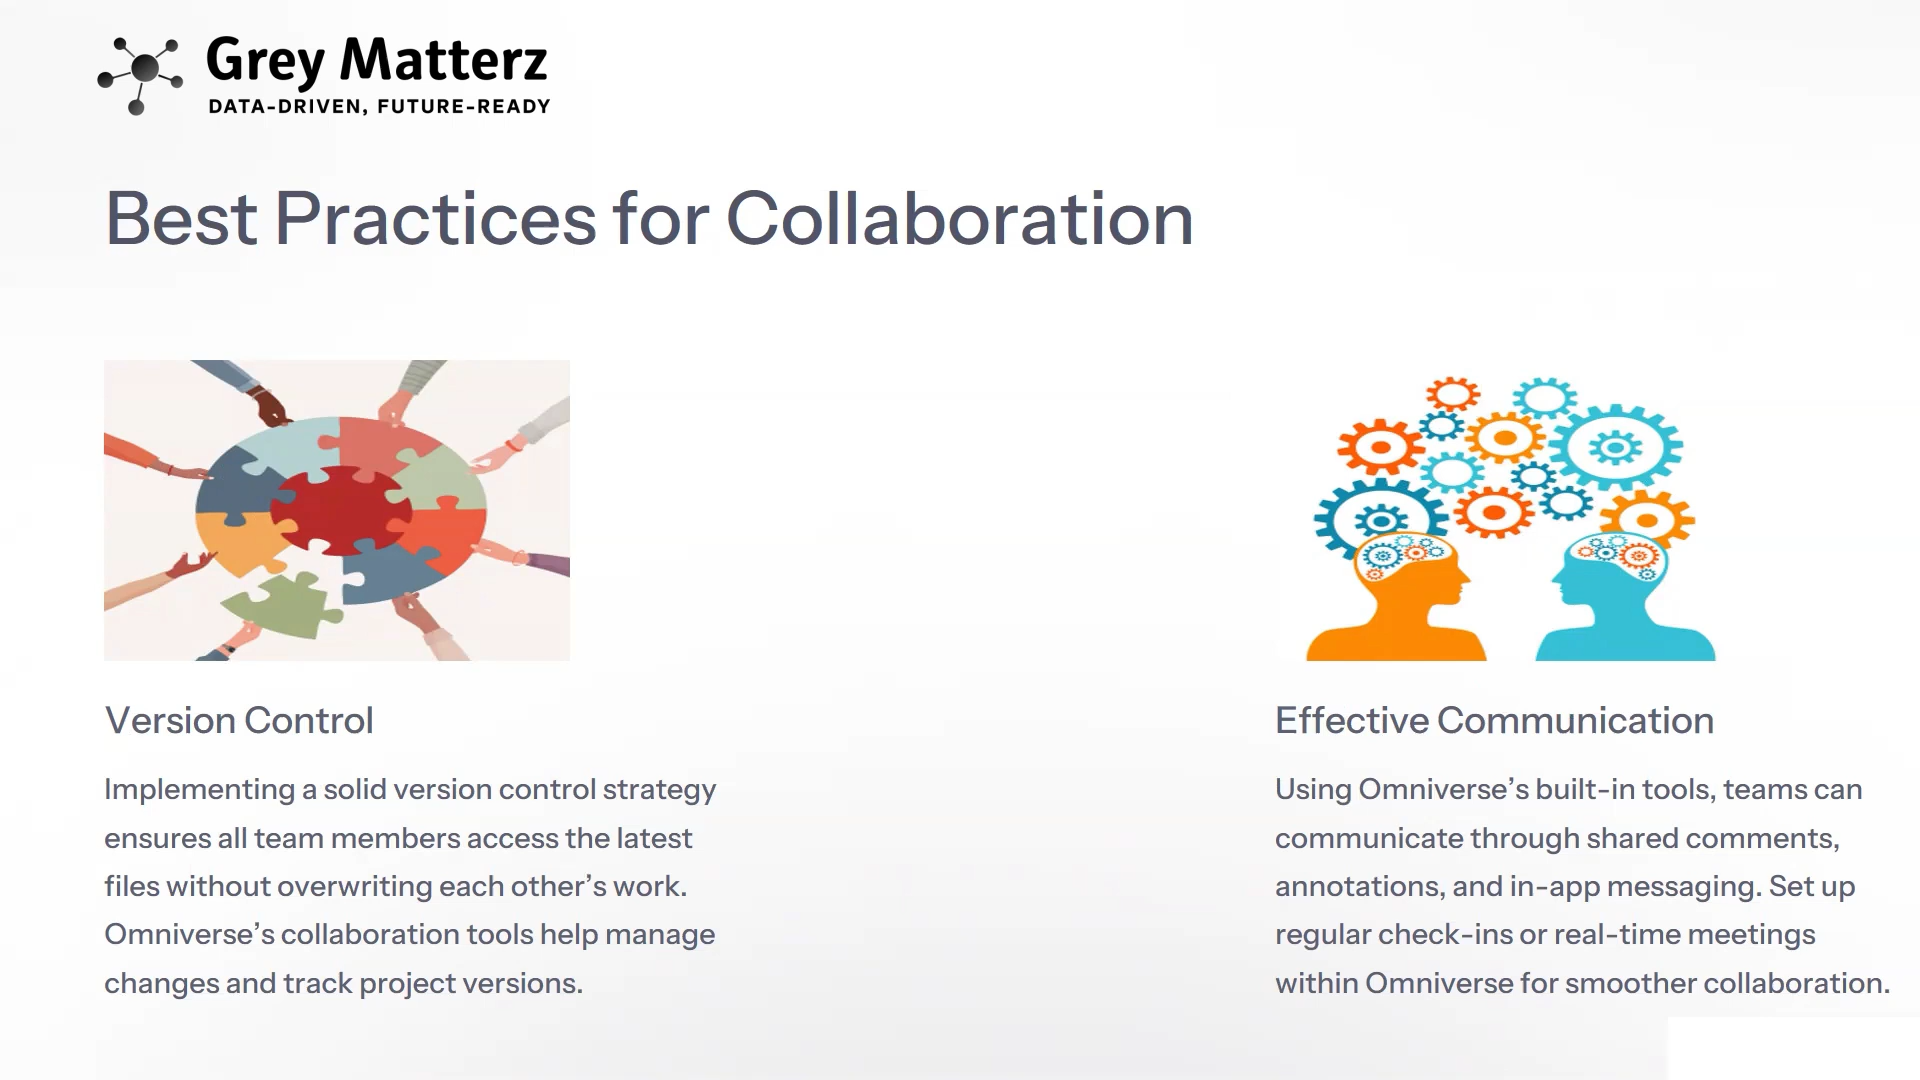 Grey Matterz
DATA-DRIVEN, FUTURE-READY
Best Practices for Collaboration
Version Control
Implementing a solid version control strategy
ensures all team members access the latest
files without overwriting each other’s work.
Omniverse’s collaboration tools help manage
changes and track project versions.
Effective Communication
Using Omniverse’s built-in tools, teams can
communicate through shared comments,
annotations, and in-app messaging. Set up
regular check-ins or real-time meetings
within Omniverse for smoother collaboration.